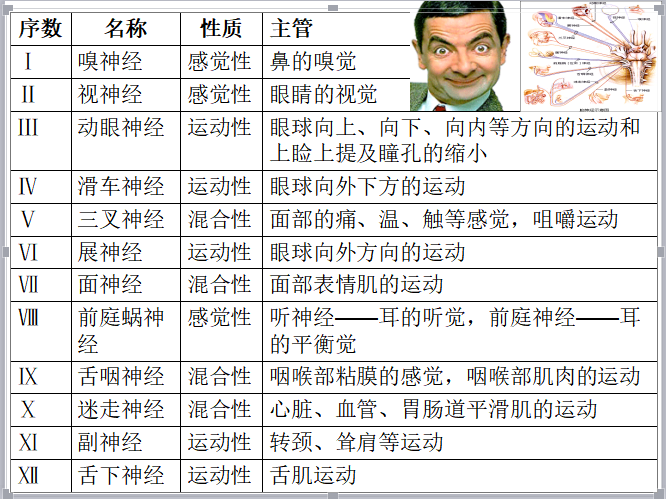 序数 名称 性质 主管
Ⅰ 嗅神经 感觉性 鼻的嗅觉
Ⅱ 视神经 感觉性 眼睛的视觉
Ⅲ 动眼神经 运动性 眼球向上、向下、向内等方向的运动和
上睑上提及瞳孔的缩小
Ⅳ 滑车神经 运动性 眼球向外下方的运动
Ⅴ 三叉神经 混合性 面部的痛、温、触等感觉，咀嚼运动
Ⅵ 展神经 运动性 眼球向外方向的运动
Ⅶ 面神经 混合性 面部表情肌的运动
Ⅷ 前庭蜗神 感觉性 听神经——耳的听觉，前庭神经——耳
经 的平衡觉
Ⅸ 舌咽神经 混合性 咽喉部粘膜的感觉，咽喉部肌肉的运动
Ⅹ 迷走神经 混合性 心脏、血管、胃肠道平滑肌的运动
Ⅺ 副神经 运动性 转颈、耸肩等运动
Ⅻ 舌下神经 运动性 舌肌运动